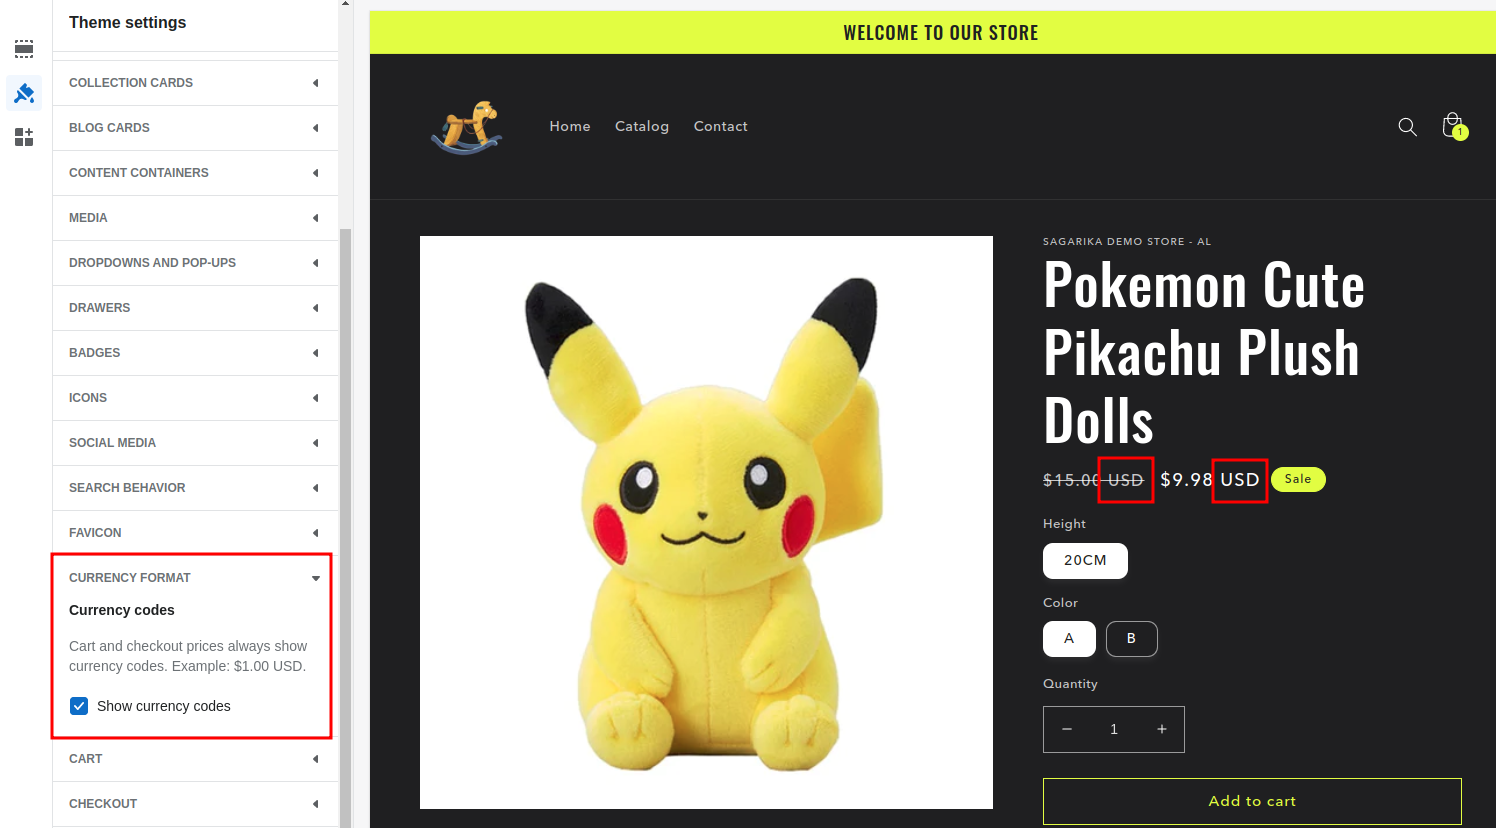 Theme settings
COLLECTION CARDS
BLOG CARDS
CONTENT CONTAINERS
MEDIA
DROPDOWNS AND POP-UPS
DRAWERS
BADGES
ICONS
SOCIAL MEDIA
SEARCH BEHAVIOR
FAVICON
CURRENCY FORMAT
Currency codes
Cart and checkout prices always show
currency codes. Example: $1.00 USD.
Show currency codes
CART
CHECKOUT
WELCOME TO OUR STORE
Home Catalog Contact
1
SAGARIKA DEMO STORE - AL
Pokemon Cute
Pikachu Plush
Dolls
$15.00 USD $9.98 USD Sale
Height
20CM
Color
A B
Quantity
− 1 +
Add to cart